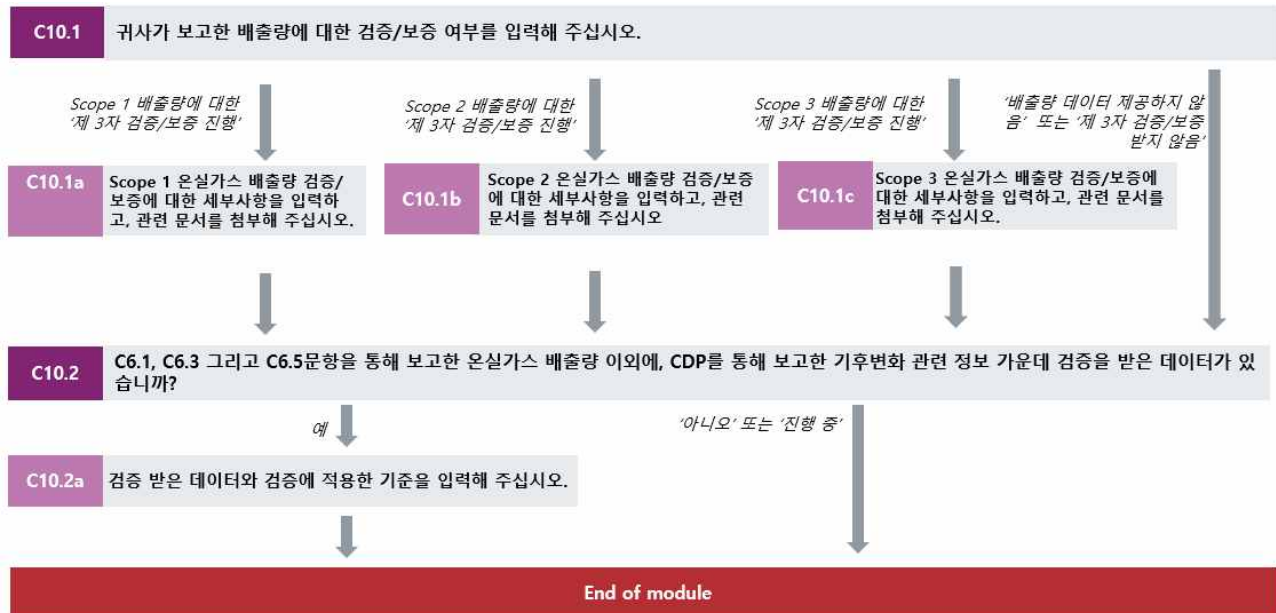 C10.1 귀사가 보고한 배출량에 대한 검증/보증 여부를 입력해 주십시오.
Scope 1 배출량에 대한
‘제 3자 검증/보증 진행’
Scope 2 배출량에 대한
‘제 3자 검증/보증 진행’
Scope 3 배출량에 대한
‘제 3자 검증/보증 진행’
‘배출량 데이터 제공하지 않
음’ 또는 ‘제 3자 검증/보증
받지 않음’
C10.1a
Scope 1 온실가스 배출량 검증/
보증에 대한 세부사항을 입력하
고, 관련 문서를 첨부해 주십시오.
C10.1b
Scope 2 온실가스 배출량 검증/보증
에 대한 세부사항을 입력하고, 관련
문서를 첨부해 주십시오
C10.1c
Scope 3 온실가스 배출량 검증/보증에
대한 세부사항을 입력하고, 관련 문서를
첨부해 주십시오.
C10.2
C6.1, C6.3 그리고 C6.5문항을 통해 보고한 온실가스 배출량 이외에, CDP를 통해 보고한 기후변화 관련 정보 가운데 검증을 받은 데이터가 있
습니까?
예
‘아니오’ 또는 ‘진행 중’
C10.2a 검증 받은 데이터와 검증에 적용한 기준을 입력해 주십시오.
End of module